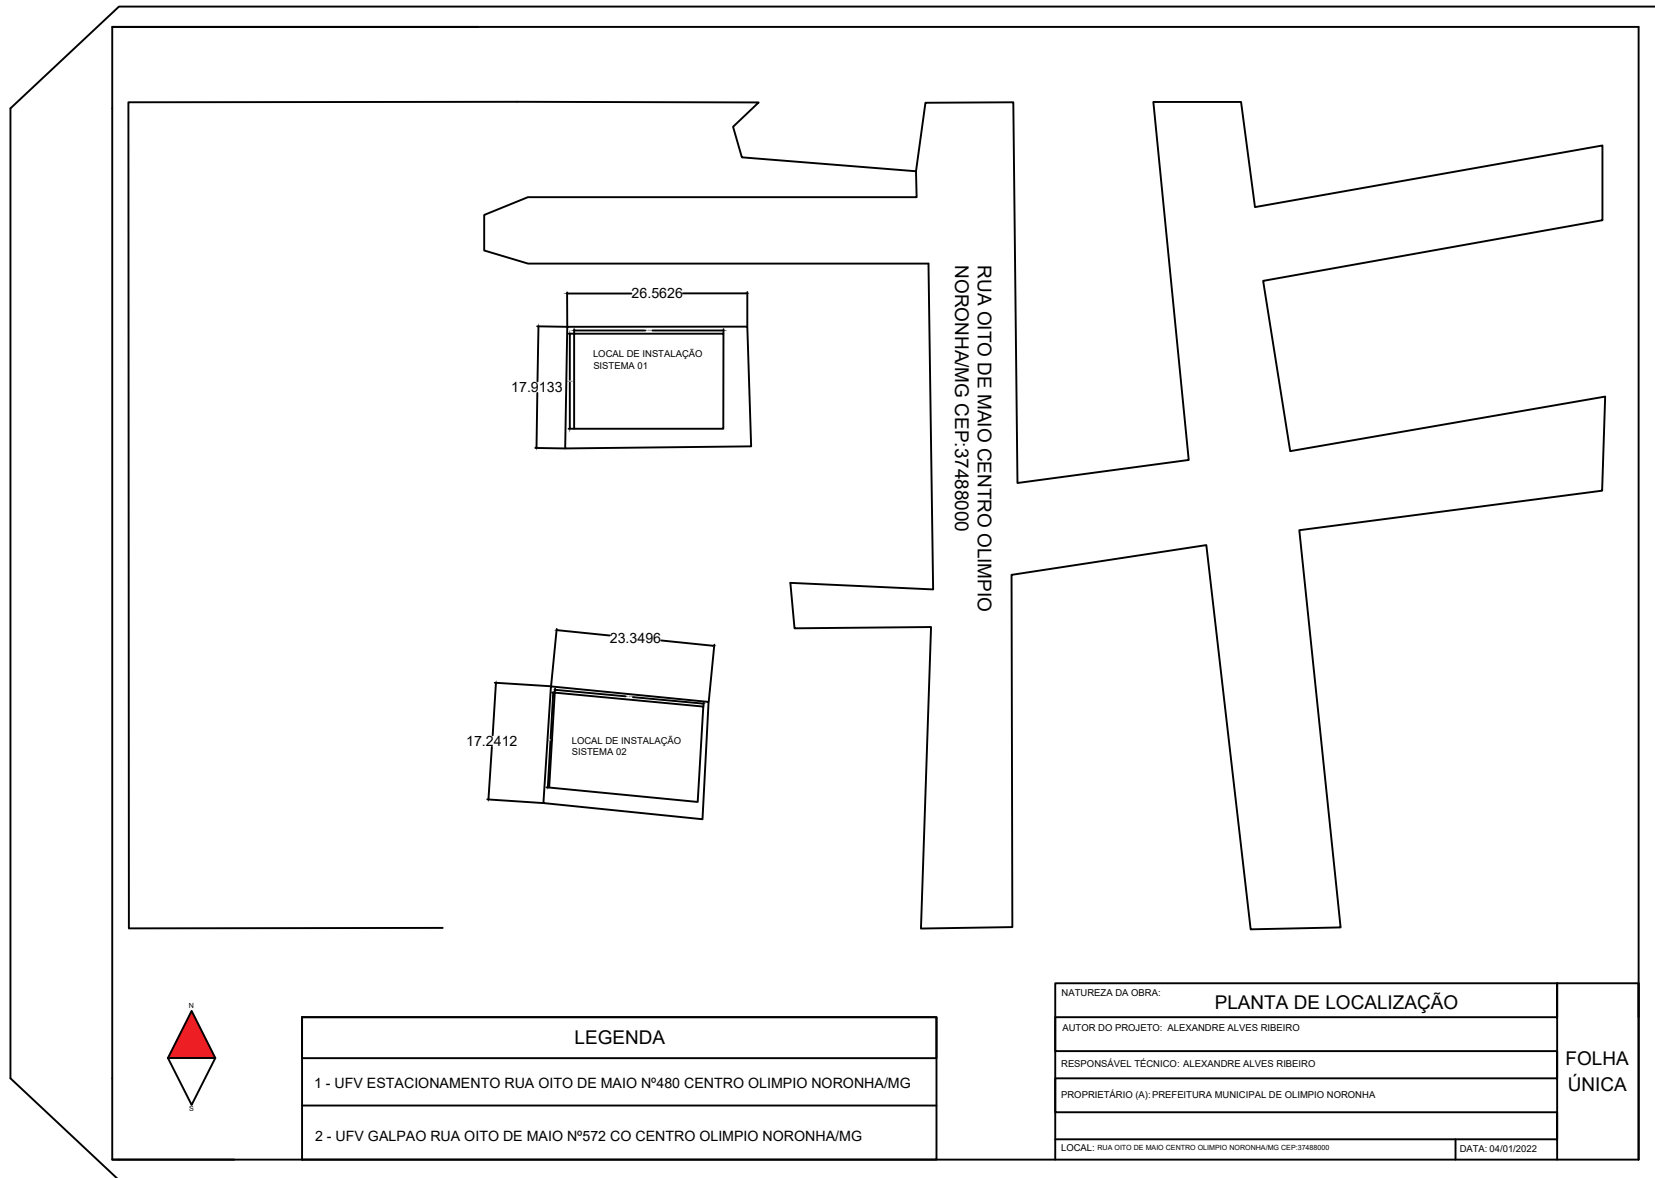 26.5626
LOCAL DE INSTALAÇÃO
SISTEMA 01
17.9133
RUA OITO DE MAIO CENTRO OLIMPIO
NORONHA/MG CEP:37488000
23.3496
17.2412
LOCAL DE INSTALAÇÃO
SISTEMA 02
N
S
LEGENDA
1 - UFV ESTACIONAMENTO RUA OITO DE MAIO Nº480 CENTRO OLIMPIO NORONHA/MG
2 - UFV GALPAO RUA OITO DE MAIO Nº572 CO CENTRO OLIMPIO NORONHA/MG
NATUREZA DA OBRA:
PLANTA DE LOCALIZAÇÃO
AUTOR DO PROJETO: ALEXANDRE ALVES RIBEIRO
RESPONSÁVEL TÉCNICO: ALEXANDRE ALVES RIBEIRO
PROPRIETÁRIO (A): PREFEITURA MUNICIPAL DE OLIMPIO NORONHA
LOCAL: RUA OITO DE MAIO CENTRO OLIMPIO NORONHA/MG CEP:37488000
DATA: 04/01/2022
FOLHA
ÚNICA